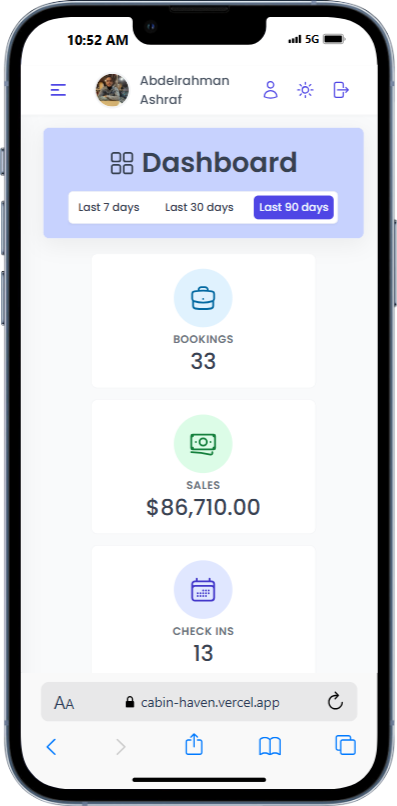 10:52 AM 5G
Abdelrahman
Ashraf
Dashboard
Last 7 days Last 30 days Last 90 days
BOOKINGS
33
SALES
$86,710.00
CHECK INS
13
AA cabin-haven.vercel.app